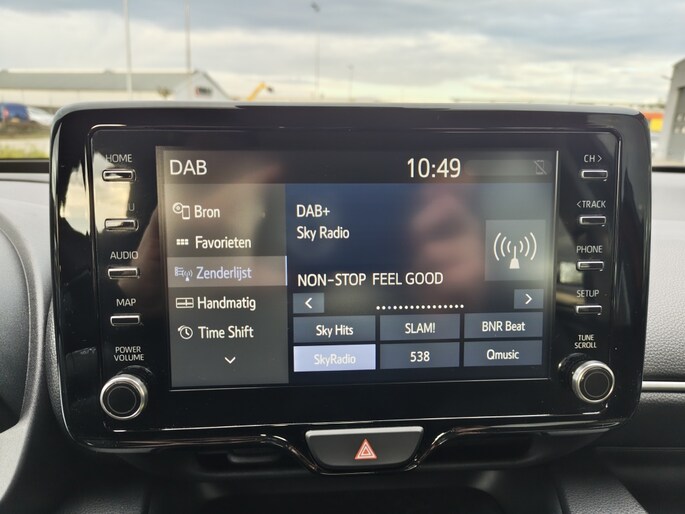 DAB
10:49
HOME
AUDIO
MAP
POWER
VOLUME
Bron
Favorieten
Zenderlijst
Handmatig
Time Shift
DAB+
Sky Radio
NON-STOP FEEL GOOD
< >
Sky Hits
SLAM!
BNR Beat
SkyRadio
538
Qmusic
CH >
< TRACK
PHONE
SETUP
TUNE
SCROLL